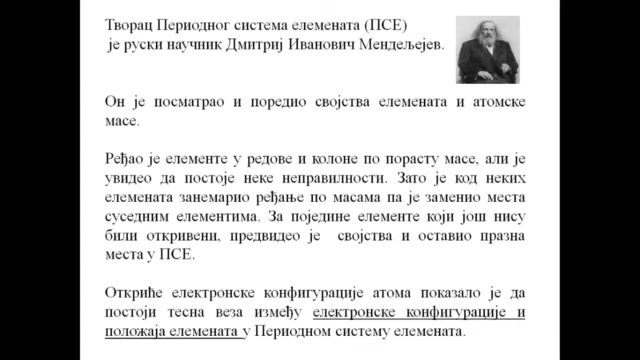 Творац Периодног система елемената (ПСЕ)
је руски научник Дмитриј Иванович Мендељејев.
Он је посматрао и поредио својства елемената и атомске
масе.
Ређао је елементе у редове и колоне по порасту масе, али је
увидео да постоје неке неправилности. Зато је код неких
елемената занемарио ређање по масама па је заменио места
суседним елементима. За поједине елементе који још нису
били откривени, предвидео је својства и оставио празна
места у ПСЕ.
Откриће електронске конфигурације атома показало је да
постоји тесна веза између електронске конфигурације и
положаја елемената у Периодном систему елемената.